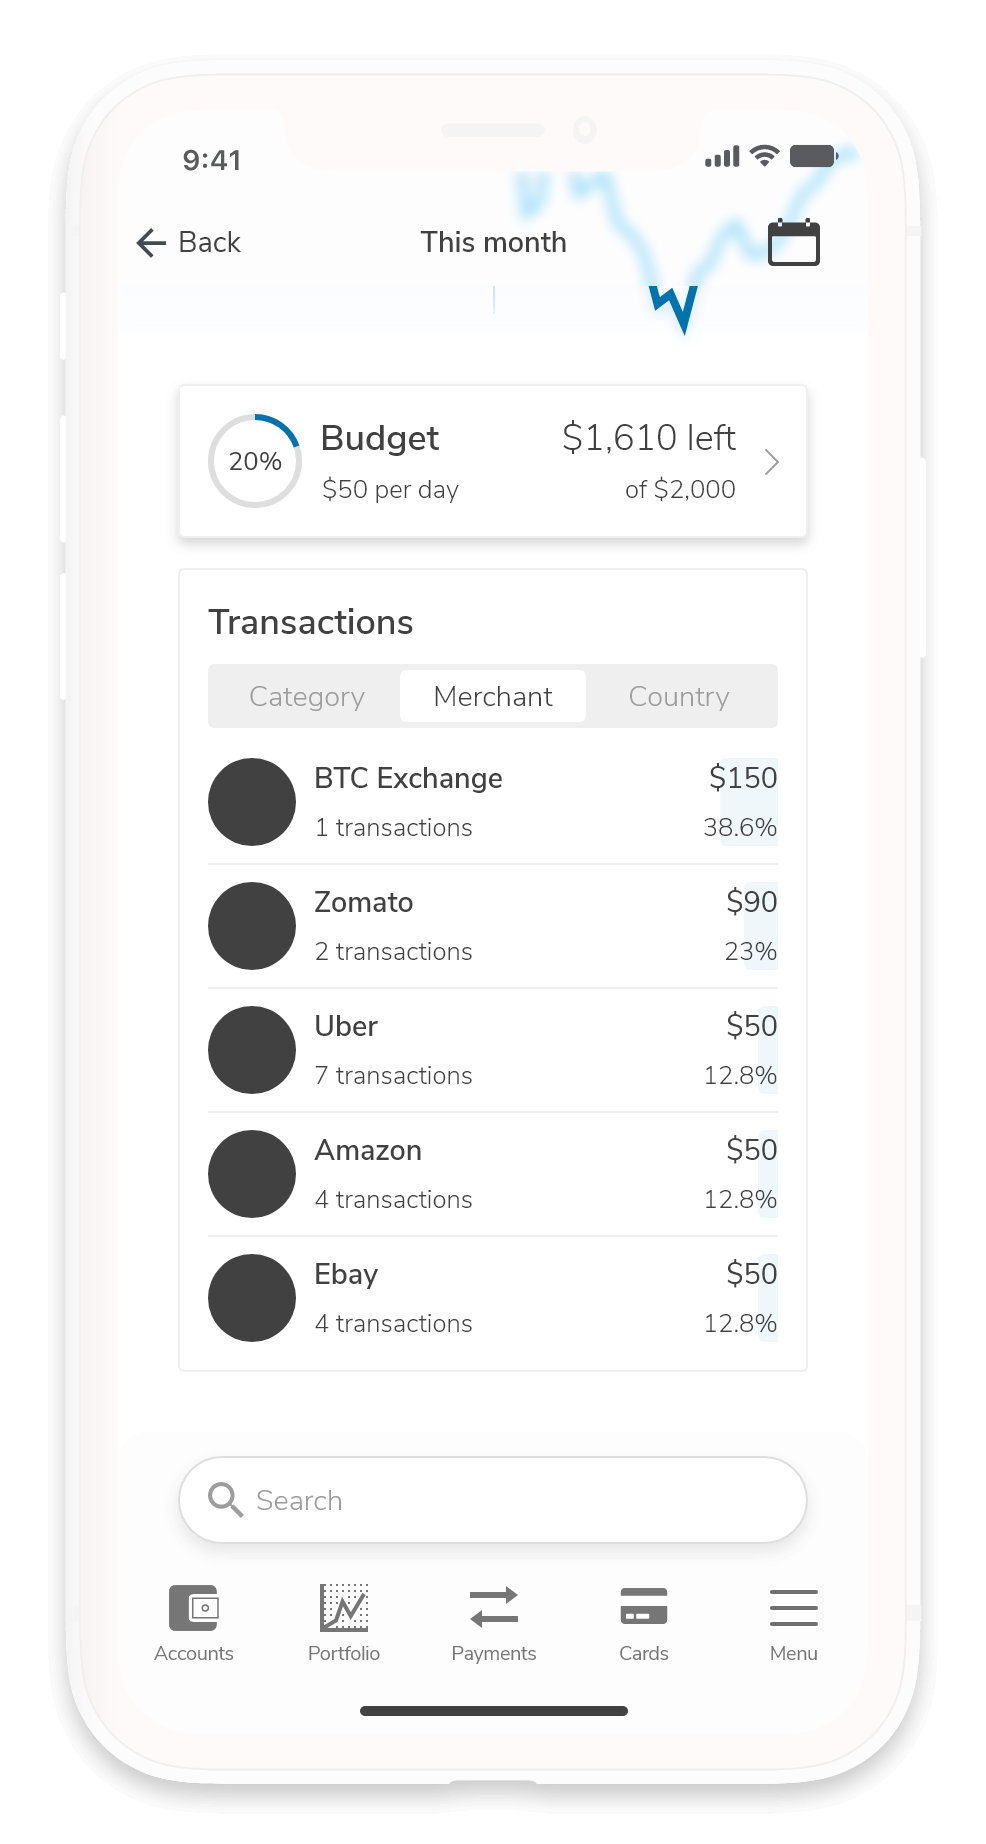 9:41
Back
This month
20%
Budget
$1,610 left
$50 per day
of $2,000
Transactions
Category
Merchant
Country
BTC Exchange
$150
1 transactions
38.6%
Zomato
$90
2 transactions
23%
Uber
$50
7 transactions
12.8%
Amazon
$50
4 transactions
12.8%
Ebay
$50
4 transactions
12.8%
Search
Accounts
Portfolio
Payments
Cards
Menu